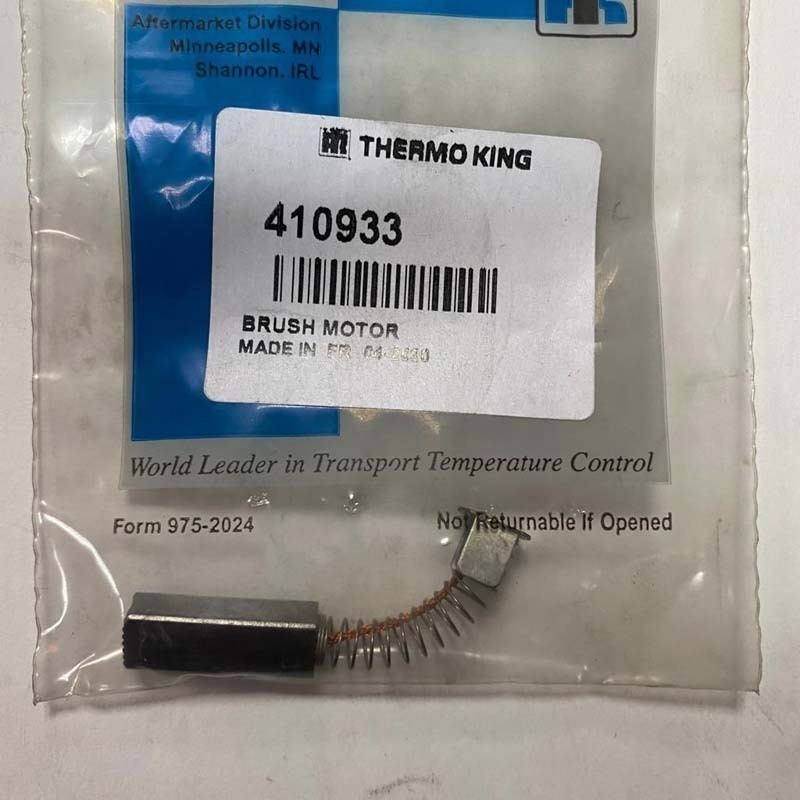 Aftermarket Division
Minneapolis. MN
Shannon. IRL
THERMO KING
410933
BRUSH MOTOR
MADE IN FR
World Leader in Transport Temperature Control
Form 975-2024
Not Returnable If Opened